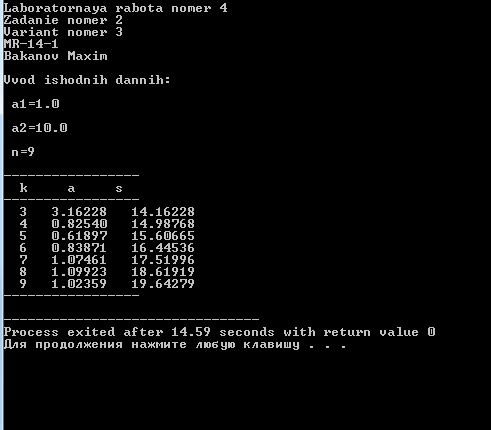 Laboratornaya rabota nomer 4
Zadanie nomer 2
Variant nomer 3
MR-14-1
Bakanov Maxim
Vvod ishodnih dannih:
a1=1.0
a2=10.0
n=9
-----------------
k a s
-----------------
3 3.16228 14.16228
4 0.82540 14.98768
5 0.61897 15.60665
6 0.83871 16.44536
7 1.07461 17.51996
8 1.09923 18.61919
9 1.02359 19.64279
-----------------
--------------------------------
Process exited after 14.59 seconds with return value 0
Для продолжения нажмите любую клавишу . . .